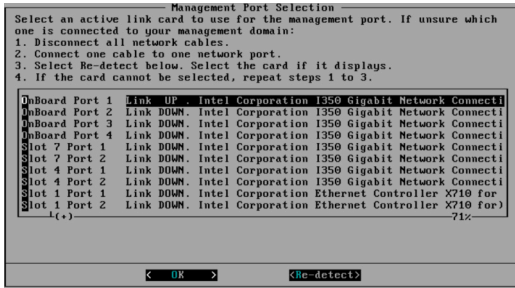 Management Port Selection
Select an active link card to use for the management port. If unsure which
one is connected to your management domain:
1. Disconnect all network cables.
2. Connect one cable to one network port.
3. Select Re-detect below. Select the card if it displays.
4. If the card cannot be selected, repeat steps 1 to 3.
OnBoard Port 1 Link UP . Intel Corporation I350 Gigabit Network Connecti
OnBoard Port 2 Link DOWN. Intel Corporation I350 Gigabit Network Connecti
OnBoard Port 3 Link DOWN. Intel Corporation I350 Gigabit Network Connecti
OnBoard Port 4 Link DOWN. Intel Corporation I350 Gigabit Network Connecti
Slot 7 Port 1 Link DOWN. Intel Corporation I350 Gigabit Network Connecti
Slot 7 Port 2 Link DOWN. Intel Corporation I350 Gigabit Network Connecti
Slot 4 Port 1 Link DOWN. Intel Corporation I350 Gigabit Network Connecti
Slot 4 Port 2 Link DOWN. Intel Corporation I350 Gigabit Network Connecti
Slot 1 Port 1 Link DOWN. Intel Corporation Ethernet Controller X710 for
Slot 1 Port 2 Link DOWN. Intel Corporation Ethernet Controller X710 for)
(+) 71%
< OK > <Re-detect>